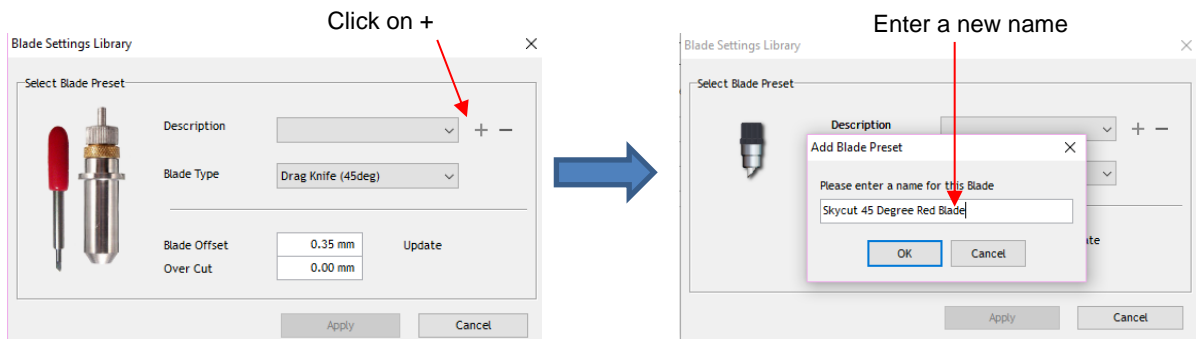 Click on +
Blade Settings Library
Select Blade Preset
Description
Blade Type Drag Knife (45deg)
Blade Offset 0.35 mm Update
Over Cut 0.00 mm
Apply Cancel
Enter a new name
Blade Settings Library
Select Blade Preset
Description
Add Blade Preset
Please enter a name for this Blade
Skycut 45 Degree Red Blade
OK Cancel
Apply Cancel